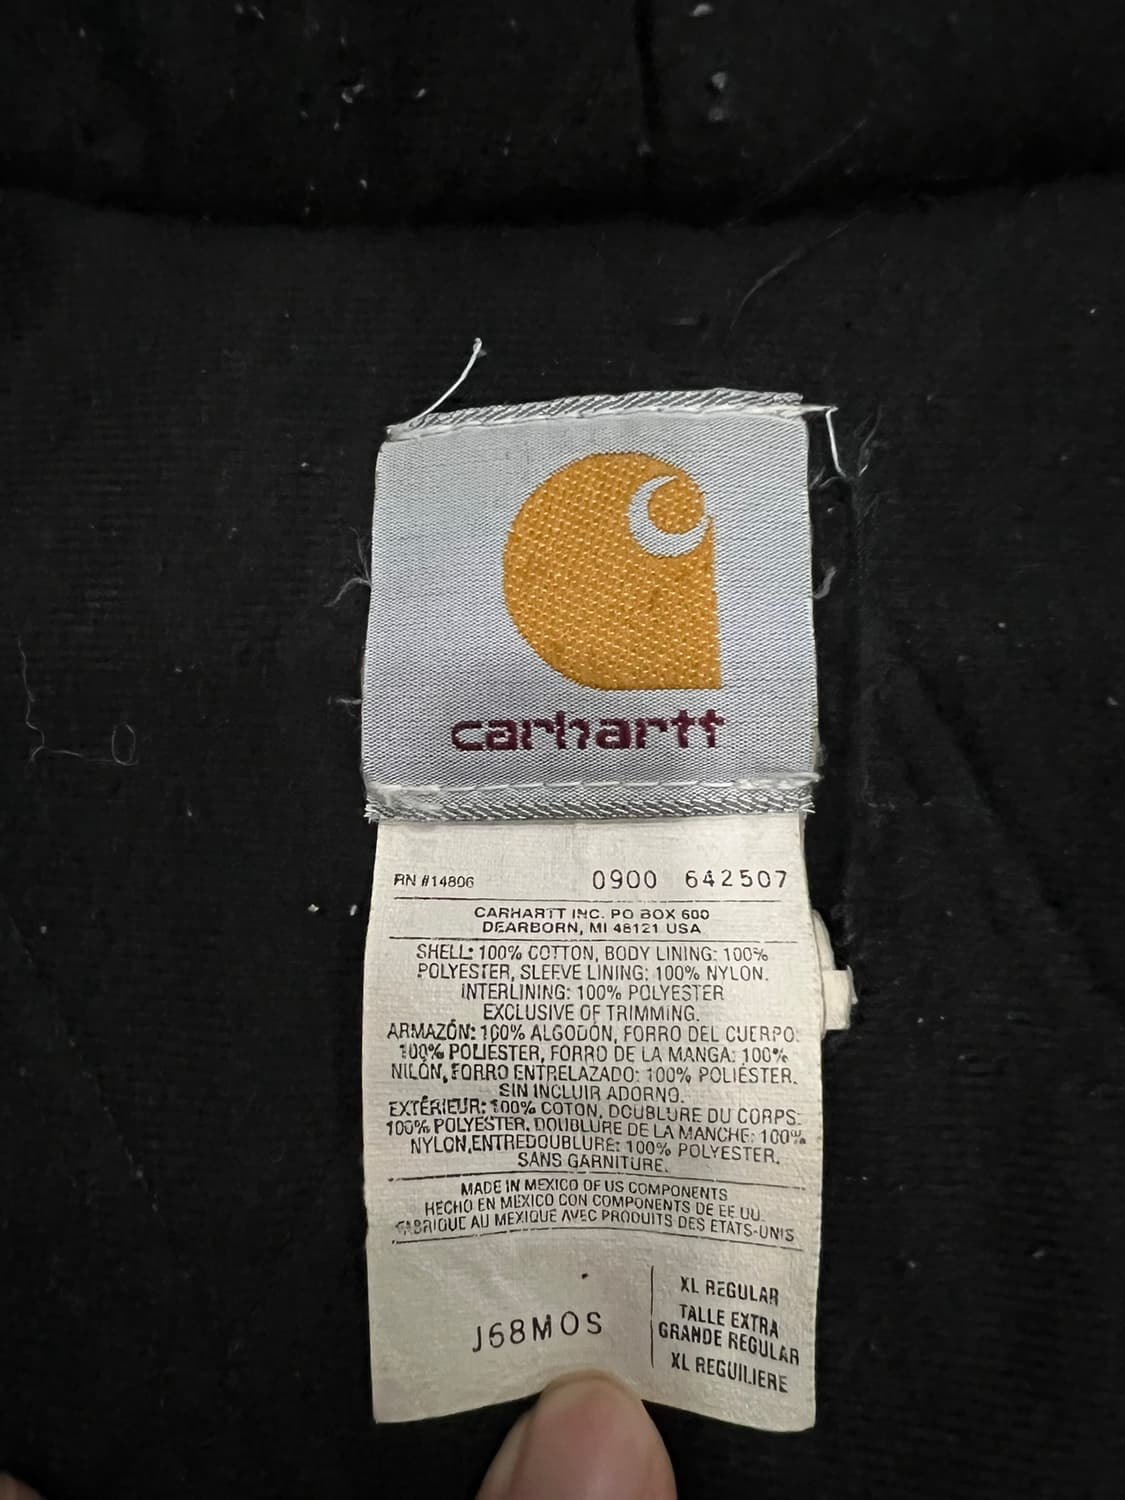 carhartt
RN #14806 0900 642507
CARHARTT INC. PO BOX 600
DEARBORN, MI 48121 USA
SHELL: 100% COTTON, BODY LINING: 100%
POLYESTER, SLEEVE LINING: 100% NYLON.
INTERLINING: 100% POLYESTER
EXCLUSIVE OF TRIMMING.
ARMAZÓN: 100% ALGODÓN, FORRO DEL CUERPO:
100% POLIÉSTER, FORRO DE LA MANGA: 100%
NILÓN, FORRO ENTRELAZADO: 100% POLIÉSTER.
SIN INCLUIR ADORNO.
EXTÉRIEUR: 100% COTON, DOUBLURE DU CORPS:
100% POLYESTER, DOUBLURE DE LA MANCHE: 100%
NYLON, ENTREDOUBLURE: 100% POLYESTER,
SANS GARNITURE.
MADE IN MEXICO OF US COMPONENTS
HECHO EN MÉXICO CON COMPONENTS DE EE.UU.
FABRIQUE AU MEXIQUE AVEC PRODUITS DES ETATS-UNIS
J68MOS
XL REGULAR
TALLE EXTRA
GRANDE REGULAR
XL REGUILIERE